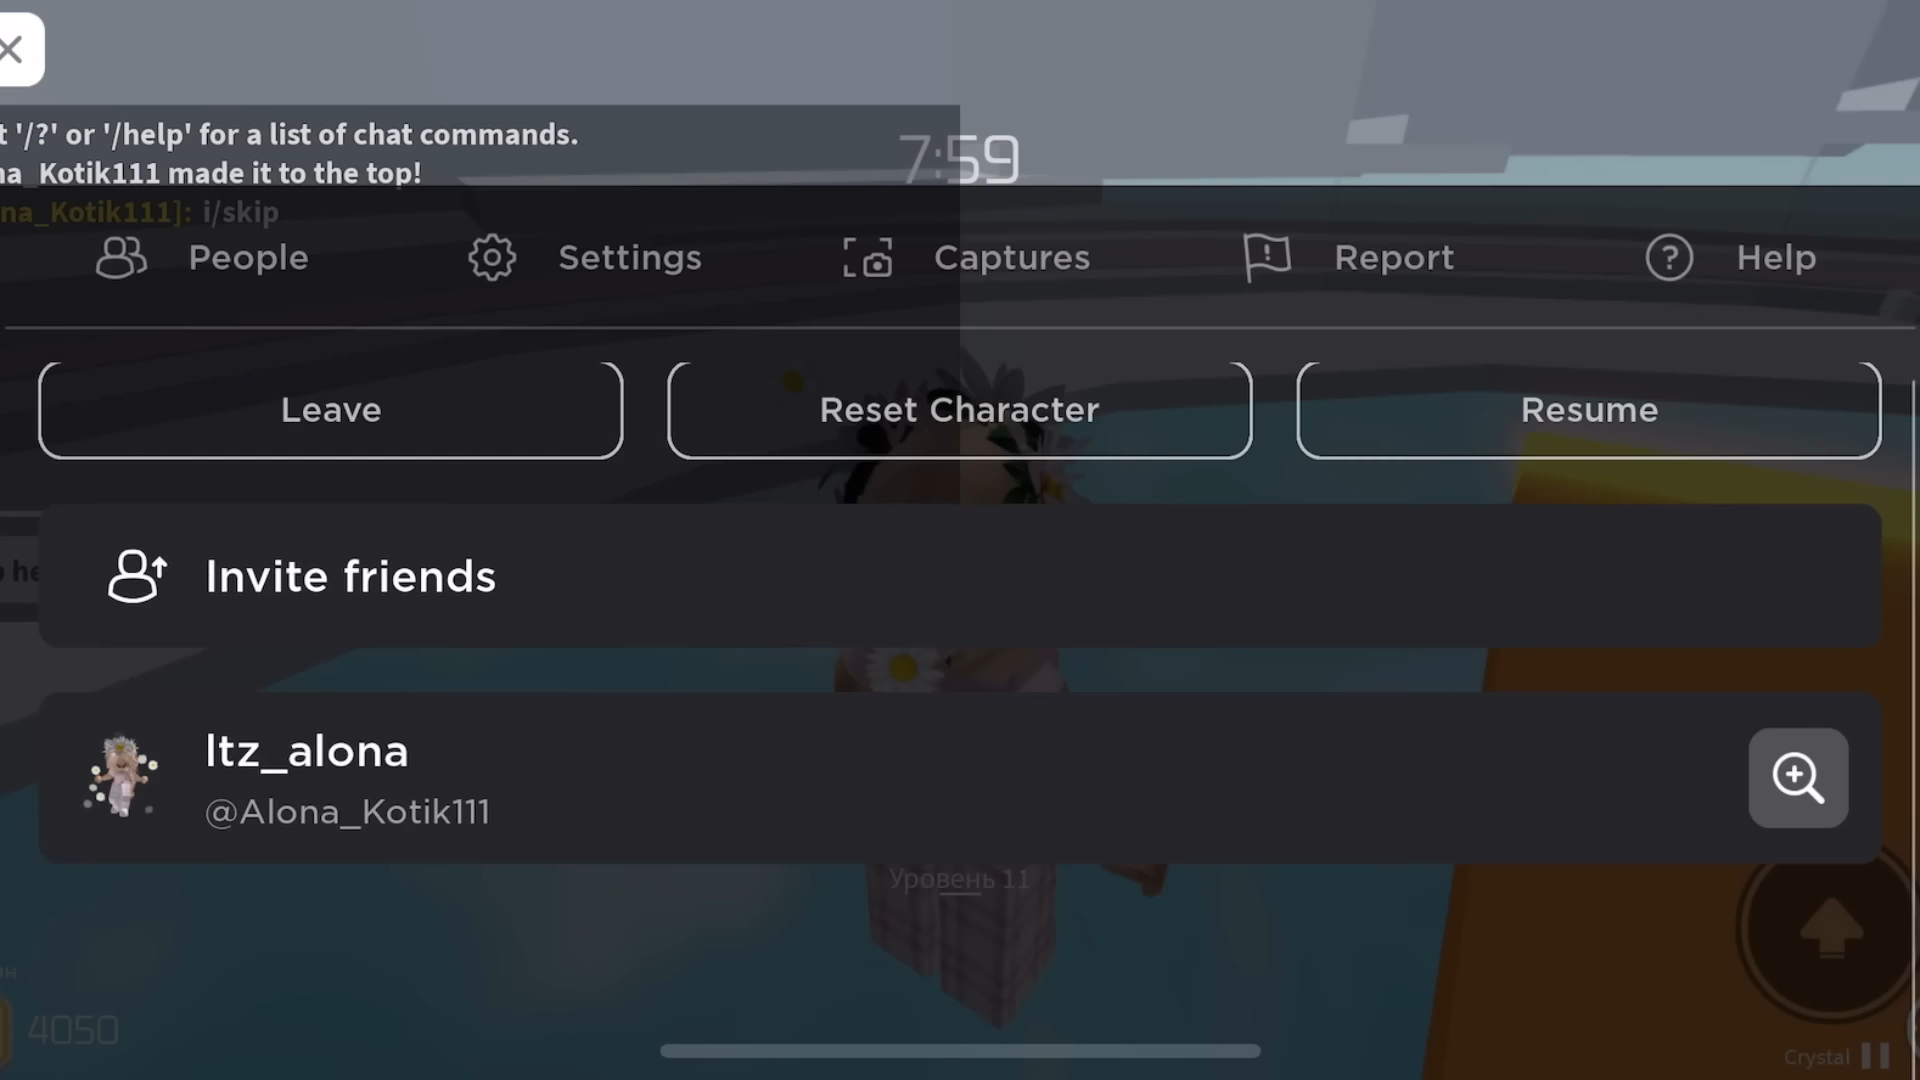 t '/?' or '/help' for a list of chat commands.
na_Kotik111 made it to the top!
na_Kotik111]: i/skip
7:59
People
Settings
Captures
Report
Help
Leave
Reset Character
Resume
Invite friends
Itz_alona
@Alona_Kotik111
Уровень 11
4050
Crystal